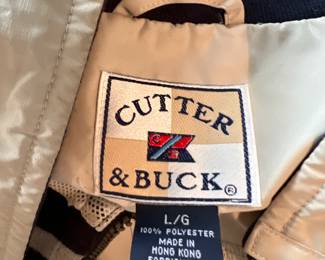 CUTTER
& BUCK®
L/G
100% POLYESTER
MADE IN
HONG KONG